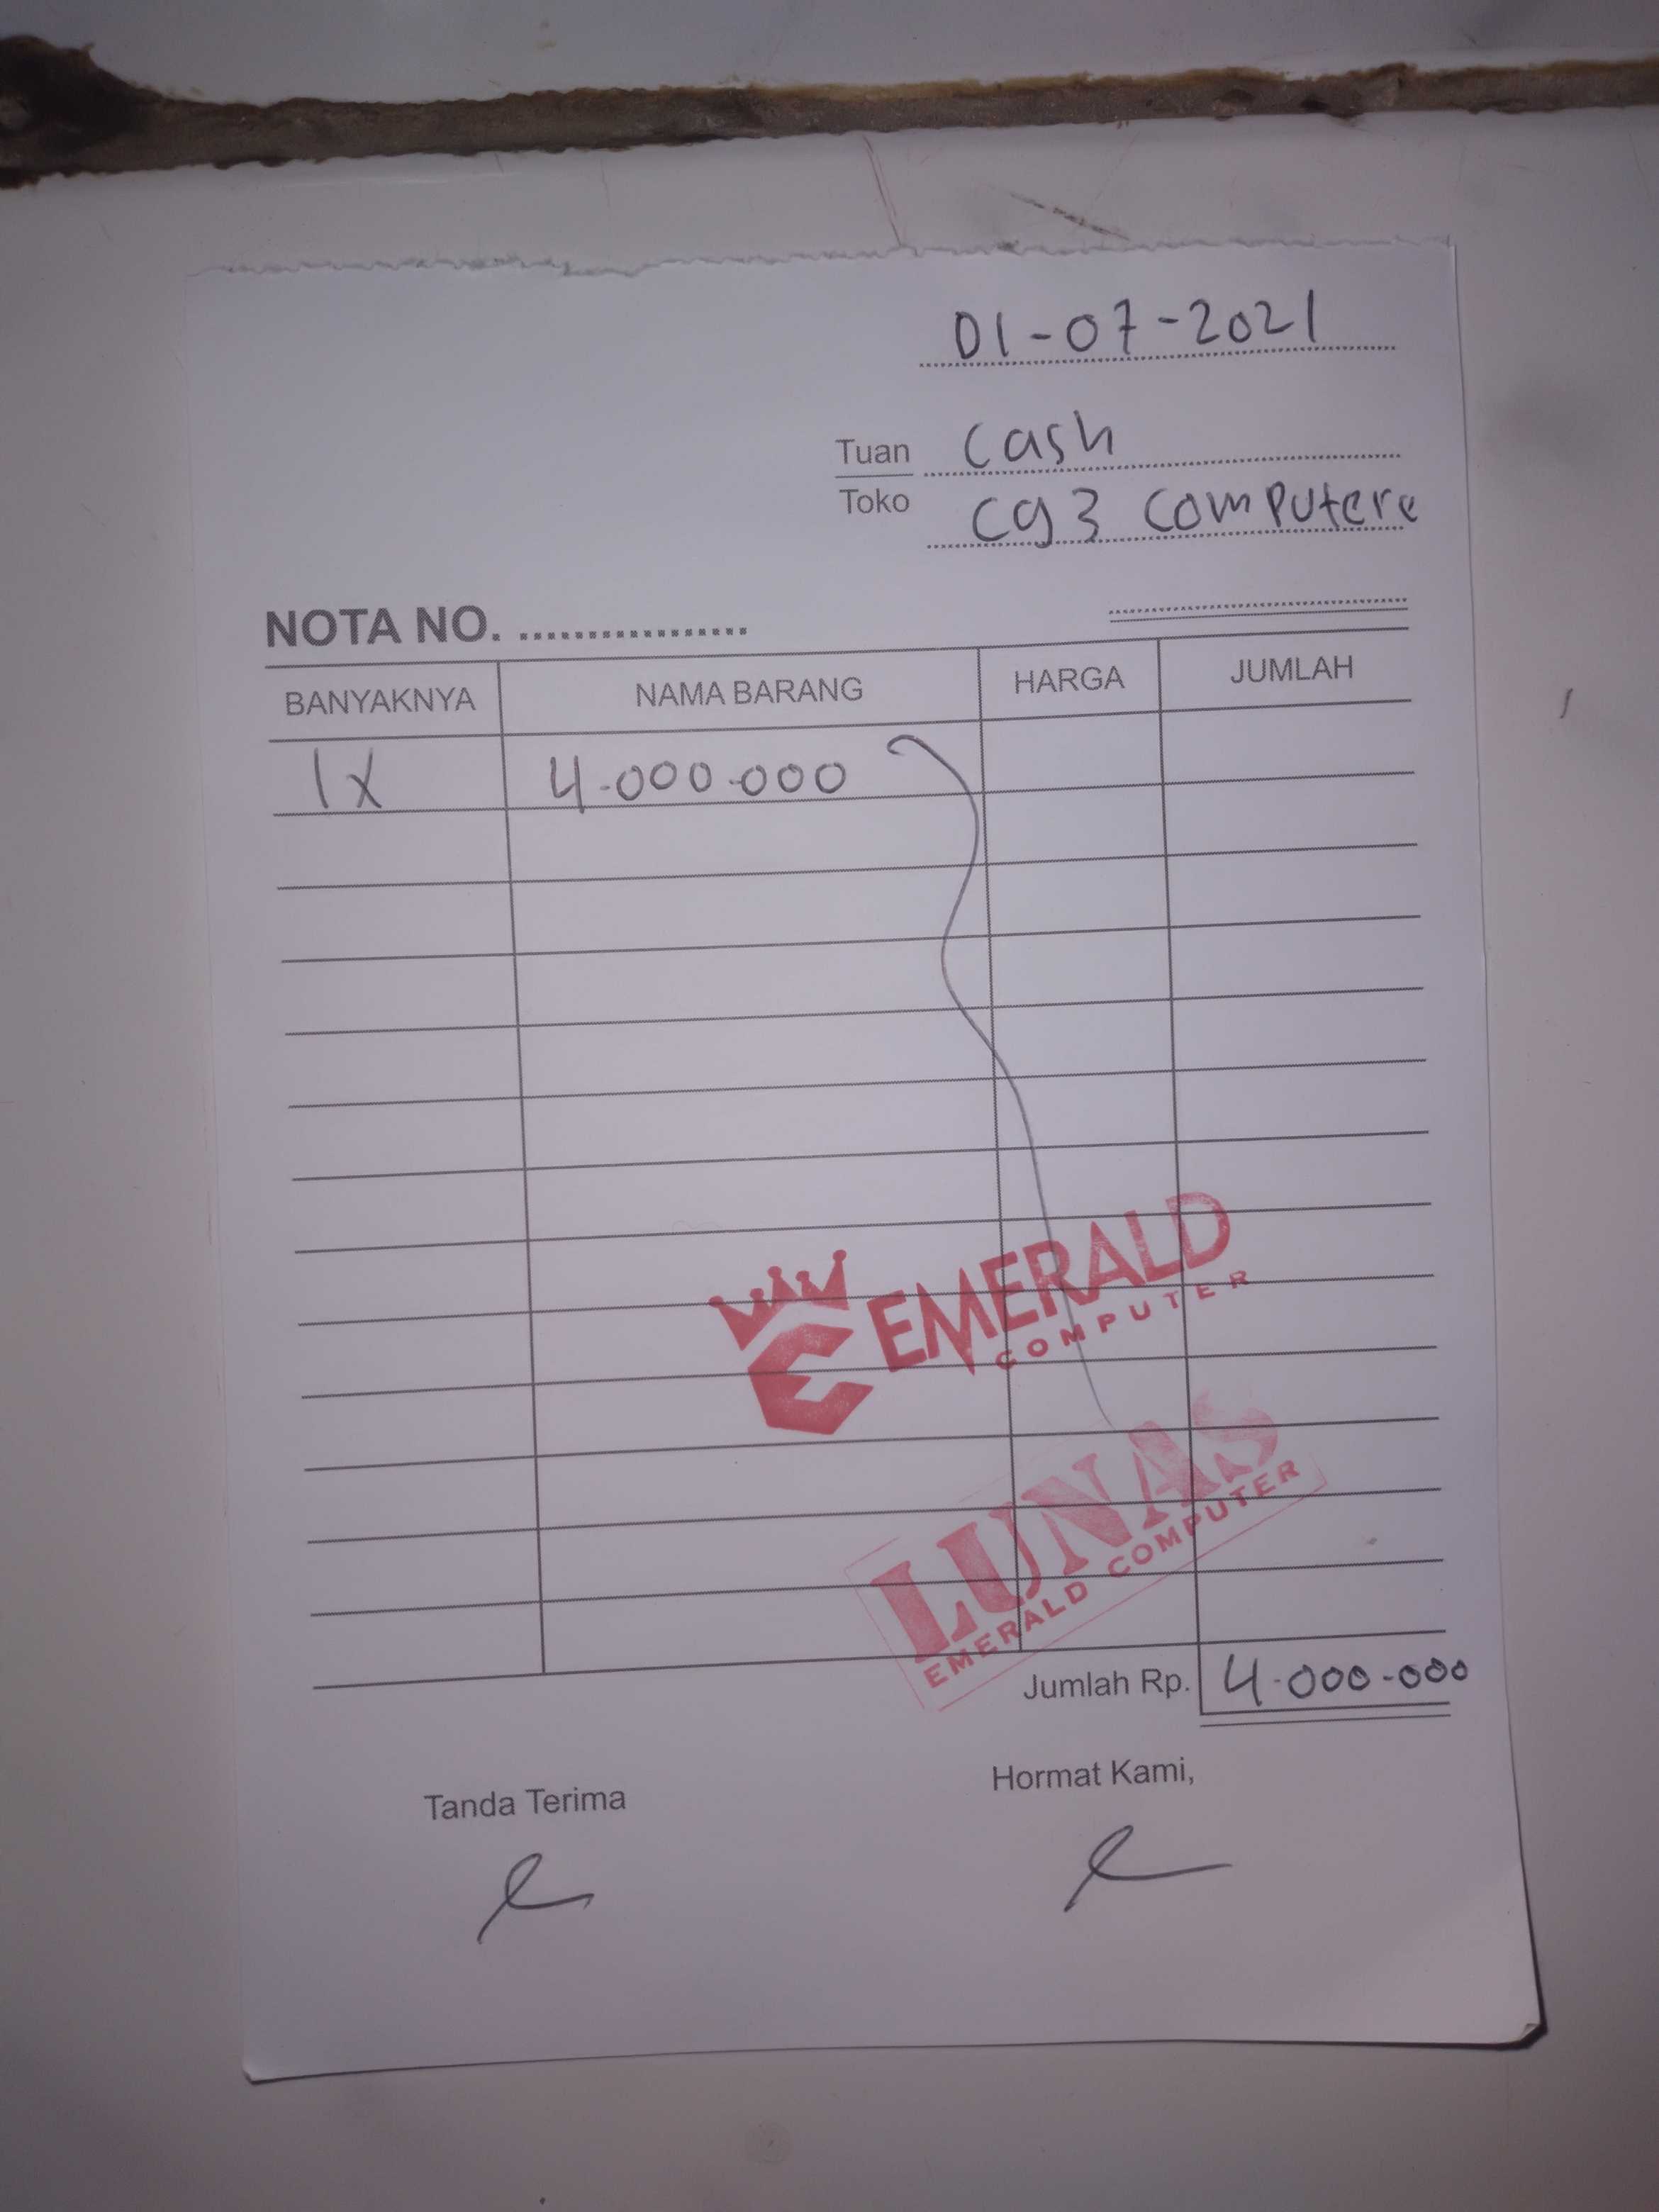 01-07-2021
Tuan Cash
Toko Cg3 Computere
NOTA NO. .................
BANYAKNYA NAMA BARANG HARGA JUMLAH
1X 4.000.000
EMERALD
COMPUTER
LUNAS
EMERALD COMPUTER
Jumlah Rp. 4.000.000
Tanda Terima Hormat Kami,